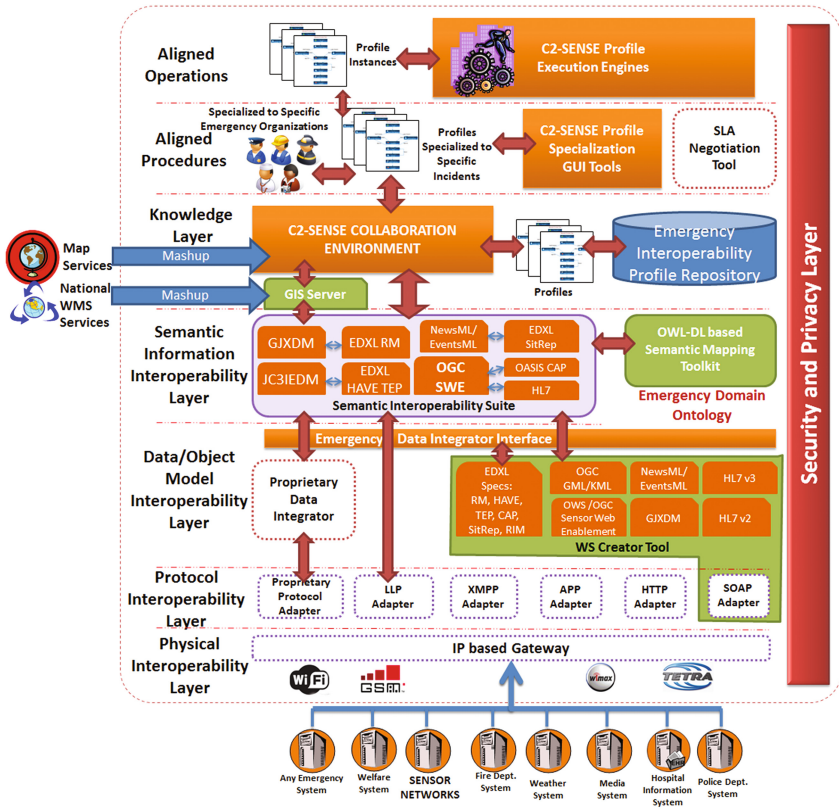 Aligned
Operations
Profile
Instances
C2-SENSE Profile
Execution Engines
Specialized to Specific
Emergency Organizations
Aligned
Procedures
Profiles
Specialized to
Specific
Incidents
C2-SENSE Profile
Specialization
GUI Tools
SLA
Negotiation
Tool
Knowledge
Layer
C2-SENSE COLLABORATION
ENVIRONMENT
Emergency
Interoperability
Profile Repository
Profiles
Map
Services
Mashup
National
WMS
Services
Mashup
GIS Server
Semantic
Information
Interoperability
Layer
GJXDM
EDXL RM
NewsML/
EventsML
EDXL
SitRep
JC3IEDM
EDXL
HAVE TEP
OGC
SWE
OASIS CAP
HL7
Semantic Interoperability Suite
OWL-DL based
Semantic Mapping
Toolkit
Emergency Domain
Ontology
Security and Privacy Layer
Emergency Data Integrator Interface
Data/Object
Model
Interoperability
Layer
Proprietary
Data
Integrator
EDXL
Specs:
RM, HAVE,
TEP, CAP,
SitRep, RIM
OGC
GML/KML
NewsML/
EventsML
HL7 v3
OWS /OGC
Sensor Web
Enablement
GJXDM
HL7 v2
WS Creator Tool
Protocol
Interoperability
Layer
Proprietary
Protocol
Adapter
LLP
Adapter
XMPP
Adapter
APP
Adapter
HTTP
Adapter
SOAP
Adapter
Physical
Interoperability
Layer
IP based Gateway
Wi Fi
GSM
wimax
TETRA
Any Emergency
System
Welfare
System
SENSOR
NETWORKS
Fire Dept.
System
Weather
System
Media
System
EHR
Hospital
Information
System
Police Dept.
System